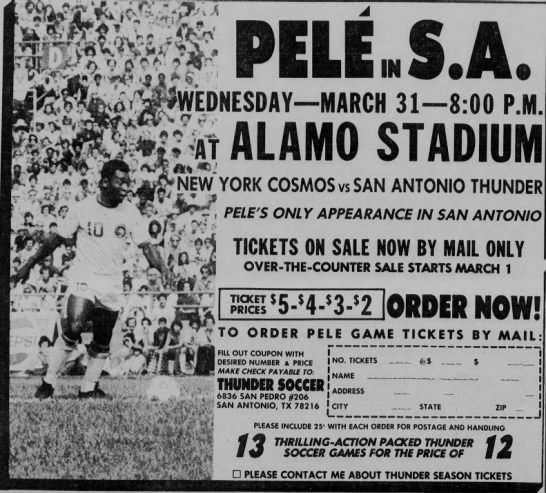 PELÉ IN S.A.
WEDNESDAY—MARCH 31—8:00 P.M.
AT ALAMO STADIUM
NEW YORK COSMOS vs SAN ANTONIO THUNDER
PELE'S ONLY APPEARANCE IN SAN ANTONIO
TICKETS ON SALE NOW BY MAIL ONLY
OVER-THE-COUNTER SALE STARTS MARCH 1
TICKET PRICES $5-$4-$3-$2 ORDER NOW!
TO ORDER PELE GAME TICKETS BY MAIL:
FILL OUT COUPON WITH
DESIRED NUMBER & PRICE
MAKE CHECK PAYABLE TO:
THUNDER SOCCER
6836 SAN PEDRO #206
SAN ANTONIO, TX 78216
NO. TICKETS @$ $
NAME
ADDRESS
CITY STATE ZIP
PLEASE INCLUDE 25¢ WITH EACH ORDER FOR POSTAGE AND HANDLING
13 THRILLING-ACTION PACKED THUNDER
SOCCER GAMES FOR THE PRICE OF 12
☐ PLEASE CONTACT ME ABOUT THUNDER SEASON TICKETS
10
PSI